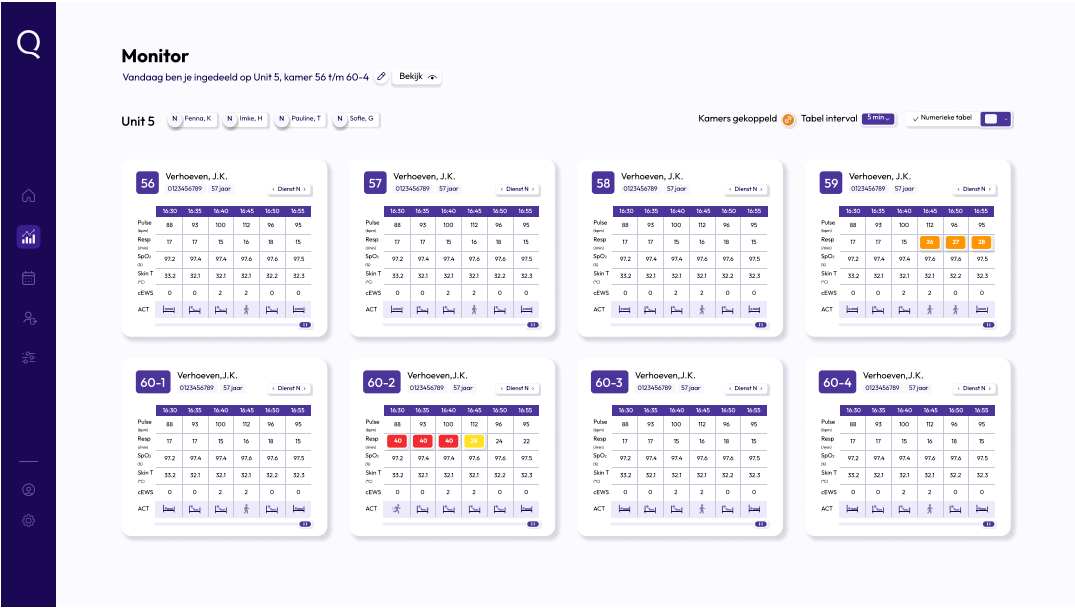 Q
Monitor
Vandaag ben je ingedeeld op Unit 5, kamer 56 t/m 60-4
Bekijk
Unit 5
N Fenna, K
N Imke, H
N Pauline, T
N Sofie, G
Kamers gekoppeld
Tabel interval
5 min
Numerieke tabel
56
Verhoeven, J.K.
0123456789 57 jaar
‹ Dienst N ›
16:30 16:35 16:40 16:45 16:50 16:55
Pulse 88 93 100 112 96 95
(bpm)
Resp 17 17 15 16 18 15
(/min)
SpO₂ 97.2 97.4 97.4 97.6 97.6 97.5
(%)
Skin T 33.2 32.1 32.1 32.1 32.2 32.3
(°C)
cEWS 0 0 2 2 0 0
ACT
57
Verhoeven, J.K.
0123456789 57 jaar
‹ Dienst N ›
16:30 16:35 16:40 16:45 16:50 16:55
Pulse 88 93 100 112 96 95
(bpm)
Resp 17 17 15 16 18 15
(/min)
SpO₂ 97.2 97.4 97.4 97.6 97.6 97.5
(%)
Skin T 33.2 32.1 32.1 32.1 32.2 32.3
(°C)
cEWS 0 0 2 2 0 0
ACT
58
Verhoeven, J.K.
0123456789 57 jaar
‹ Dienst N ›
16:30 16:35 16:40 16:45 16:50 16:55
Pulse 88 93 100 112 96 95
(bpm)
Resp 17 17 15 16 18 15
(/min)
SpO₂ 97.2 97.4 97.4 97.6 97.6 97.5
(%)
Skin T 33.2 32.1 32.1 32.1 32.2 32.3
(°C)
cEWS 0 0 2 2 0 0
ACT
59
Verhoeven, J.K.
0123456789 57 jaar
‹ Dienst N ›
16:30 16:35 16:40 16:45 16:50 16:55
Pulse 88 93 100 112 96 95
(bpm)
Resp 17 17 15 26 27 28
(/min)
SpO₂ 97.2 97.4 97.4 97.6 97.6 97.5
(%)
Skin T 33.2 32.1 32.1 32.1 32.2 32.3
(°C)
cEWS 0 0 2 2 0 0
ACT
60-1
Verhoeven,J.K.
0123456789 57 jaar
‹ Dienst N ›
16:30 16:35 16:40 16:45 16:50 16:55
Pulse 88 93 100 112 96 95
(bpm)
Resp 17 17 15 16 18 15
(/min)
SpO₂ 97.2 97.4 97.4 97.6 97.6 97.5
(%)
Skin T 33.2 32.1 32.1 32.1 32.2 32.3
(°C)
cEWS 0 0 2 2 0 0
ACT
60-2
Verhoeven,J.K.
0123456789 57 jaar
‹ Dienst N ›
16:30 16:35 16:40 16:45 16:50 16:55
Pulse 88 93 100 112 96 95
(bpm)
Resp 40 40 40 24 22
(/min)
SpO₂ 97.2 97.4 97.4 97.6 97.6 97.5
(%)
Skin T 33.2 32.1 32.1 32.1 32.2 32.3
(°C)
cEWS 0 0 2 2 0 0
ACT
60-3
Verhoeven,J.K.
0123456789 57 jaar
‹ Dienst N ›
16:30 16:35 16:40 16:45 16:50 16:55
Pulse 88 93 100 112 96 95
(bpm)
Resp 17 17 15 16 18 15
(/min)
SpO₂ 97.2 97.4 97.4 97.6 97.6 97.5
(%)
Skin T 33.2 32.1 32.1 32.1 32.2 32.3
(°C)
cEWS 0 0 2 2 0 0
ACT
60-4
Verhoeven,J.K.
0123456789 57 jaar
‹ Dienst N ›
16:30 16:35 16:40 16:45 16:50 16:55
Pulse 88 93 100 112 96 95
(bpm)
Resp 17 17 15 16 18 15
(/min)
SpO₂ 97.2 97.4 97.4 97.6 97.6 97.5
(%)
Skin T 33.2 32.1 32.1 32.1 32.2 32.3
(°C)
cEWS 0 0 2 2 0 0
ACT